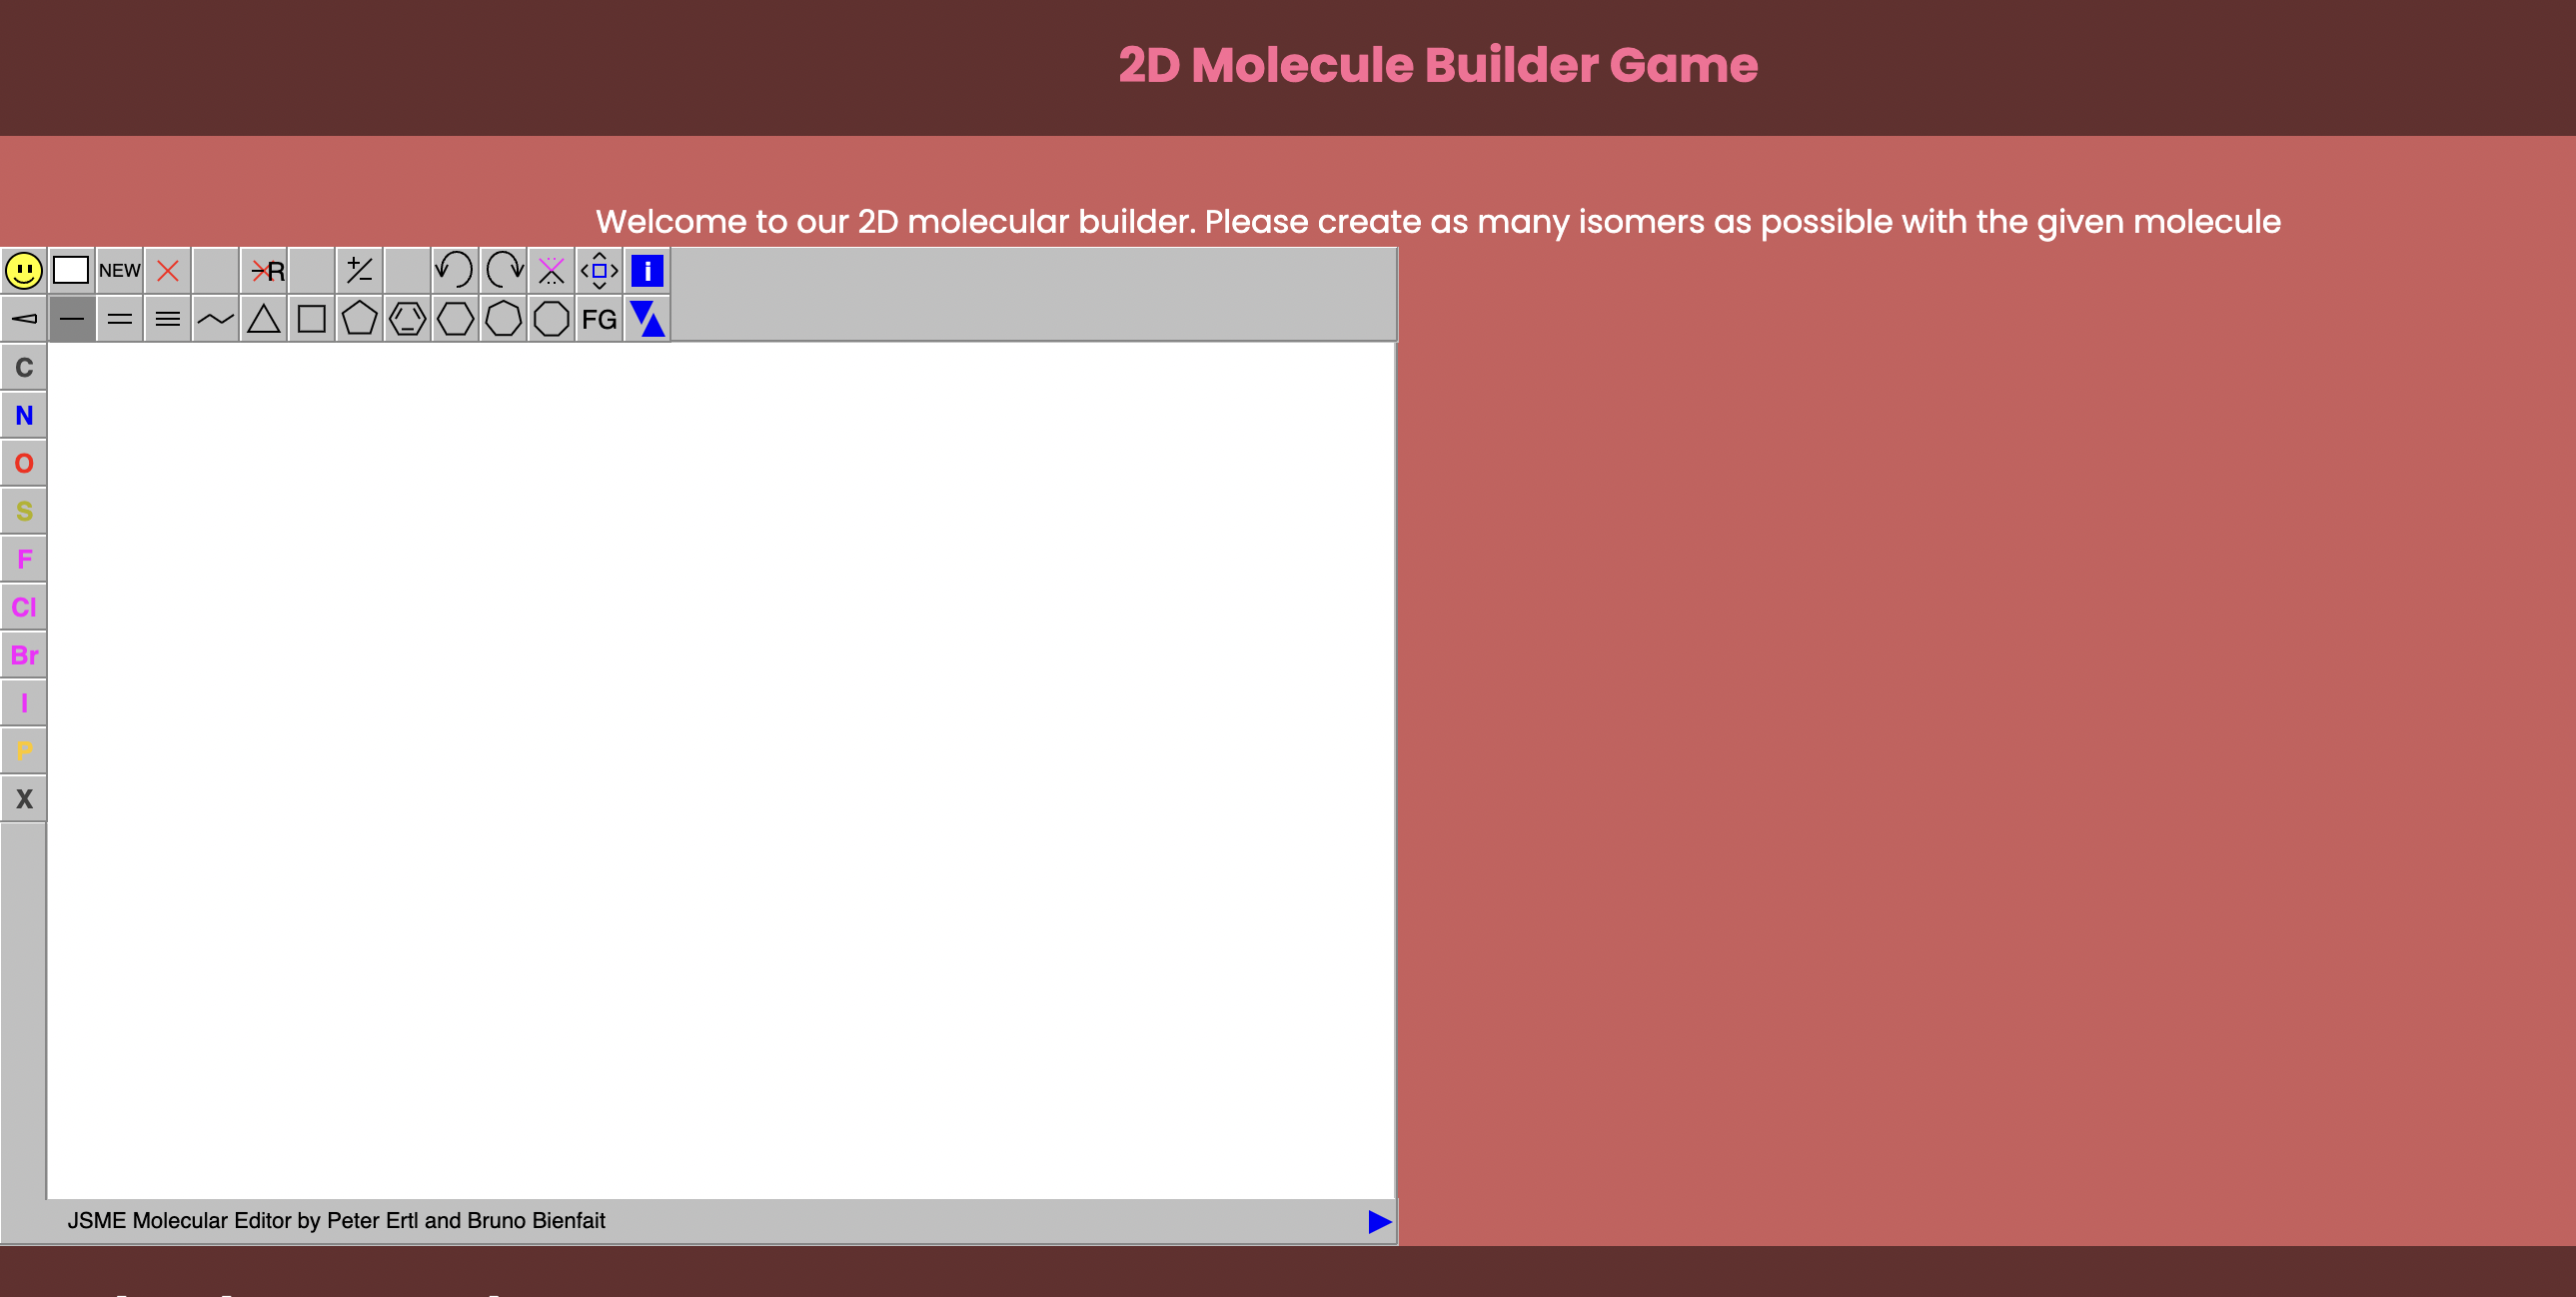 2D Molecule Builder Game
Welcome to our 2D molecular builder. Please create as many isomers as possible with the given molecule
NEW
R
i
FG
C
N
O
S
F
Cl
Br
I
P
X
JSME Molecular Editor by Peter Ertl and Bruno Bienfait